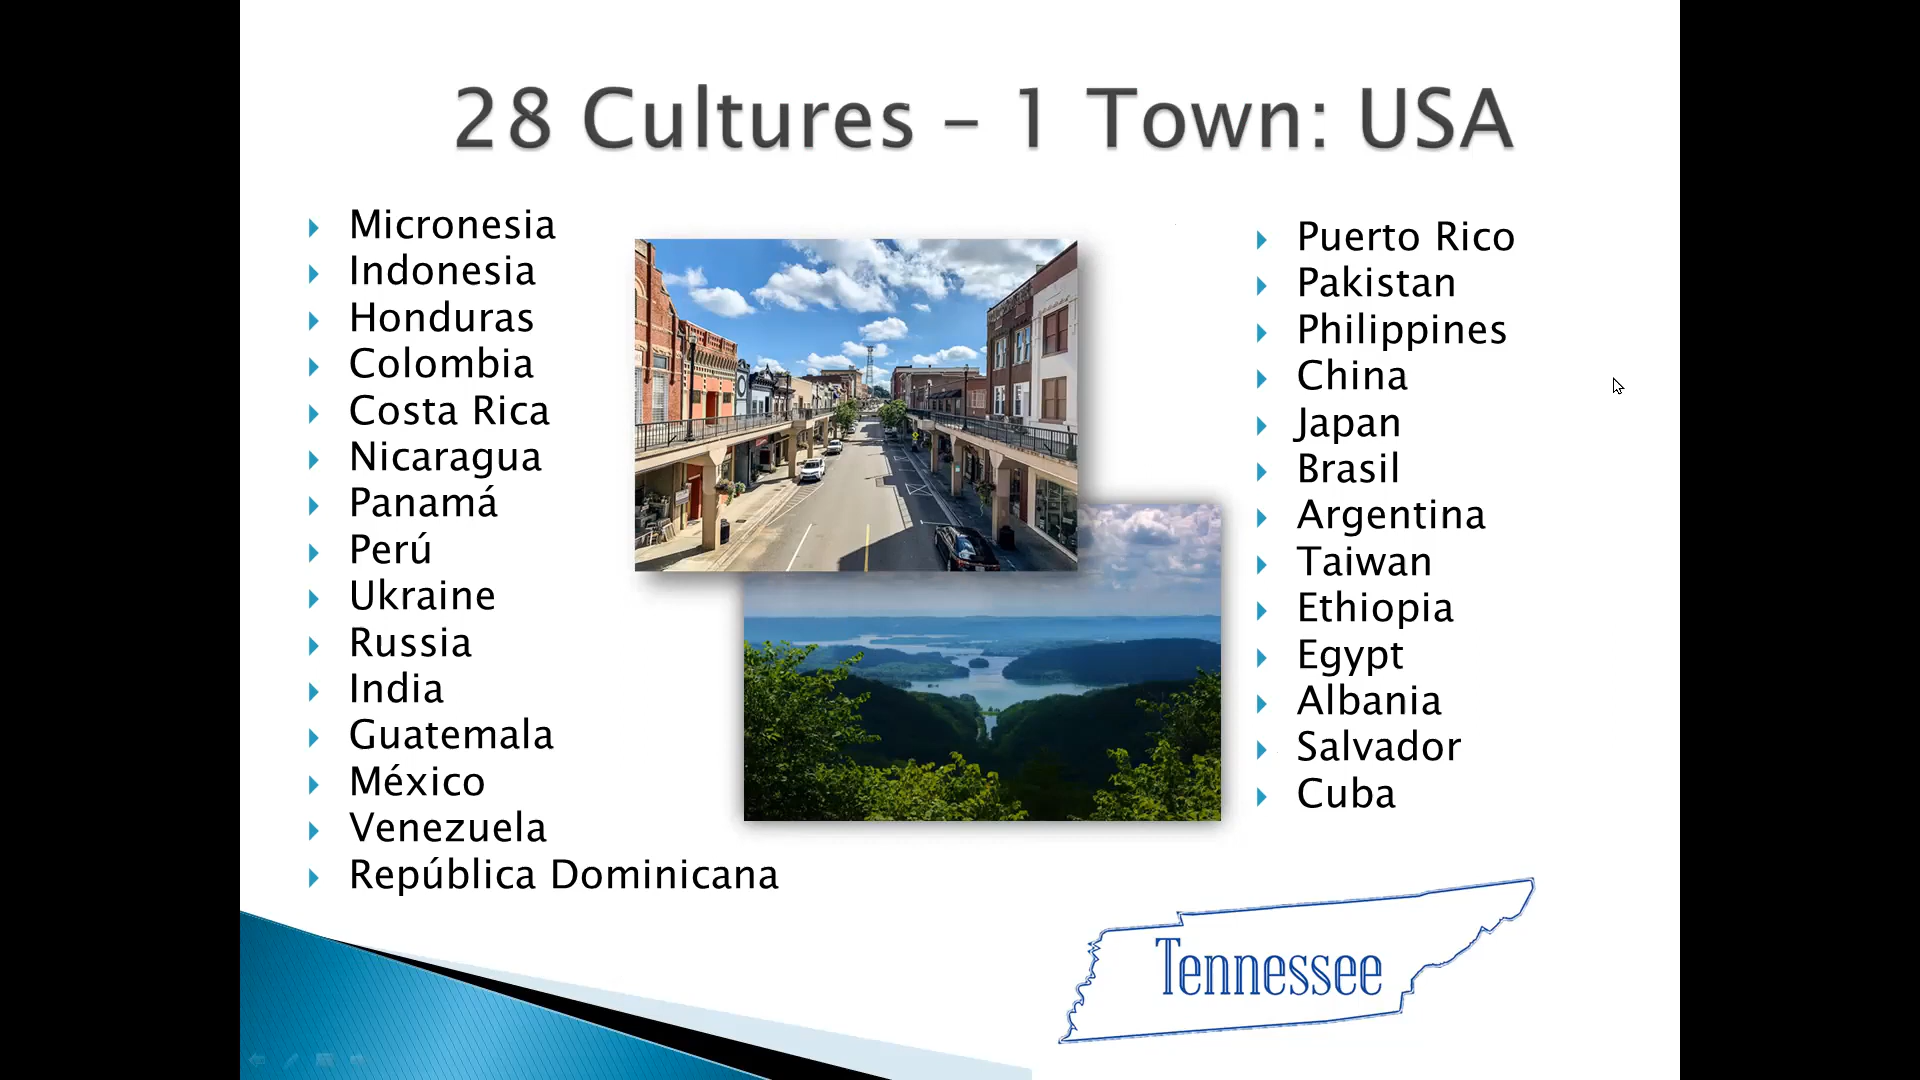 28 Cultures – 1 Town: USA
Micronesia
Indonesia
Honduras
Colombia
Costa Rica
Nicaragua
Panamá
Perú
Ukraine
Russia
India
Guatemala
México
Venezuela
República Dominicana
Puerto Rico
Pakistan
Philippines
China
Japan
Brasil
Argentina
Taiwan
Ethiopia
Egypt
Albania
Salvador
Cuba
Tennessee